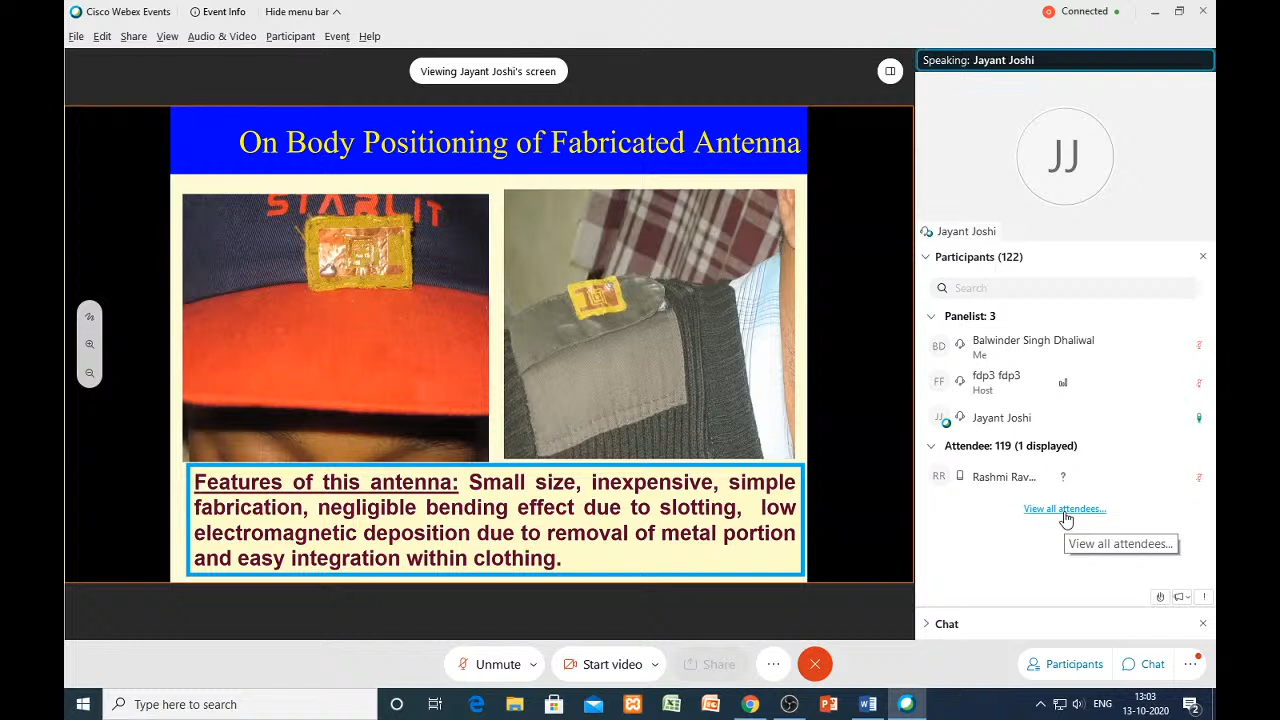 Cisco Webex Events
Event Info
Hide menu bar
Connected
File Edit Share View Audio & Video Participant Event Help
Viewing Jayant Joshi's screen
Speaking: Jayant Joshi
On Body Positioning of Fabricated Antenna
STARLIT
Features of this antenna: Small size, inexpensive, simple
fabrication, negligible bending effect due to slotting, low
electromagnetic deposition due to removal of metal portion
and easy integration within clothing.
JJ
Jayant Joshi
Participants (122)
Search
Panelist: 3
BD Balwinder Singh Dhaliwal
Me
FF fdp3 fdp3
Host
JJ Jayant Joshi
Attendee: 119 (1 displayed)
RR Rashmi Rav... ?
View all attendees...
View all attendees...
Chat
Unmute
Start video
Share
Participants
Chat
Type here to search
ENG
13:03
13-10-2020
2